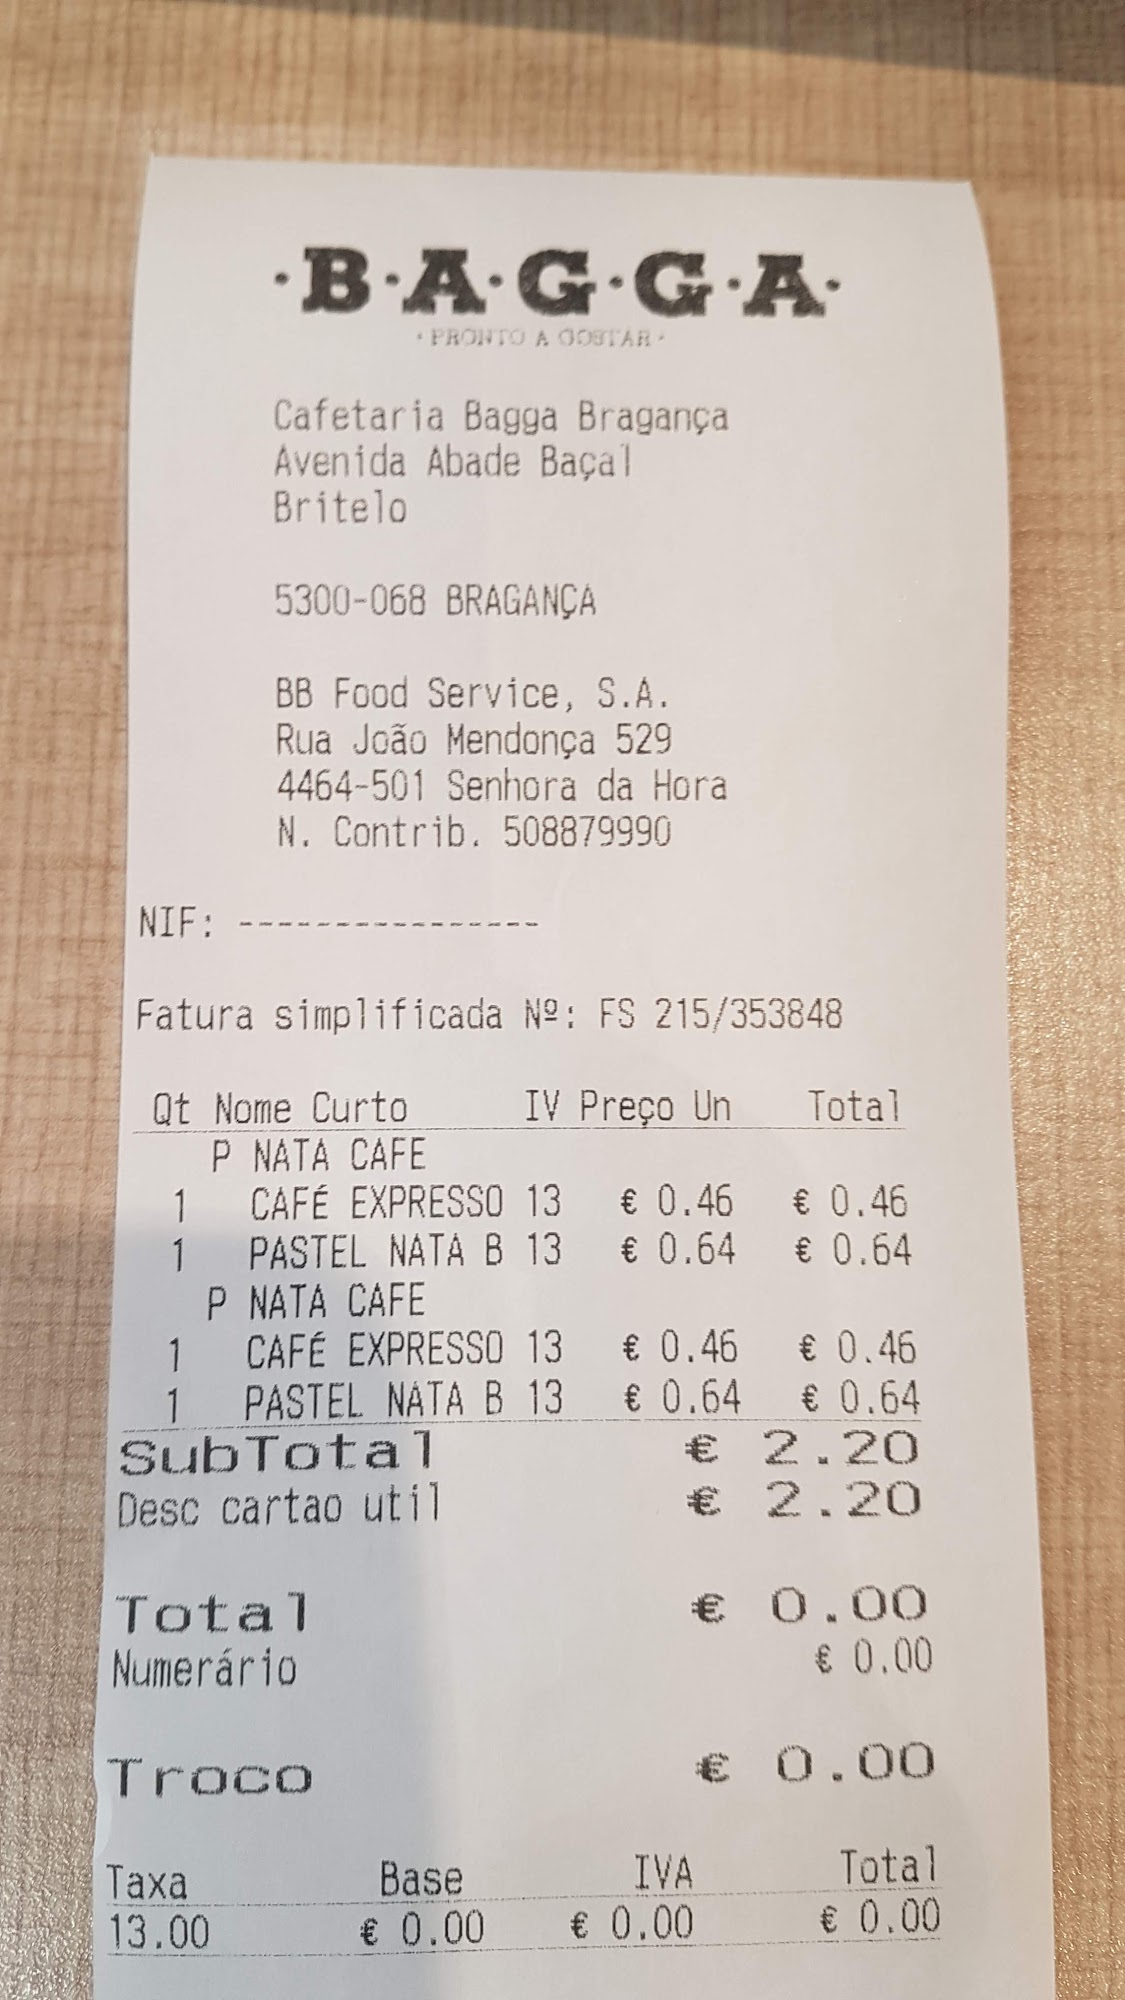 ·B·A·G·G·A·
· PRONTO A GOSTAR ·
Cafetaria Bagga Bragança
Avenida Abade Baçal
Britelo
5300-068 BRAGANÇA
BB Food Service, S.A.
Rua João Mendonça 529
4464-501 Senhora da Hora
N. Contrib. 508879990
NIF: ----------------
Fatura simplificada Nº: FS 215/353848
Qt Nome Curto IV Preço Un Total
P NATA CAFE
1 CAFÉ EXPRESSO 13 € 0.46 € 0.46
1 PASTEL NATA B 13 € 0.64 € 0.64
P NATA CAFE
1 CAFÉ EXPRESSO 13 € 0.46 € 0.46
1 PASTEL NATA B 13 € 0.64 € 0.64
SubTotal € 2.20
Desc cartao util € 2.20
Total € 0.00
Numerário € 0.00
Troco € 0.00
Taxa Base IVA Total
13.00 € 0.00 € 0.00 € 0.00